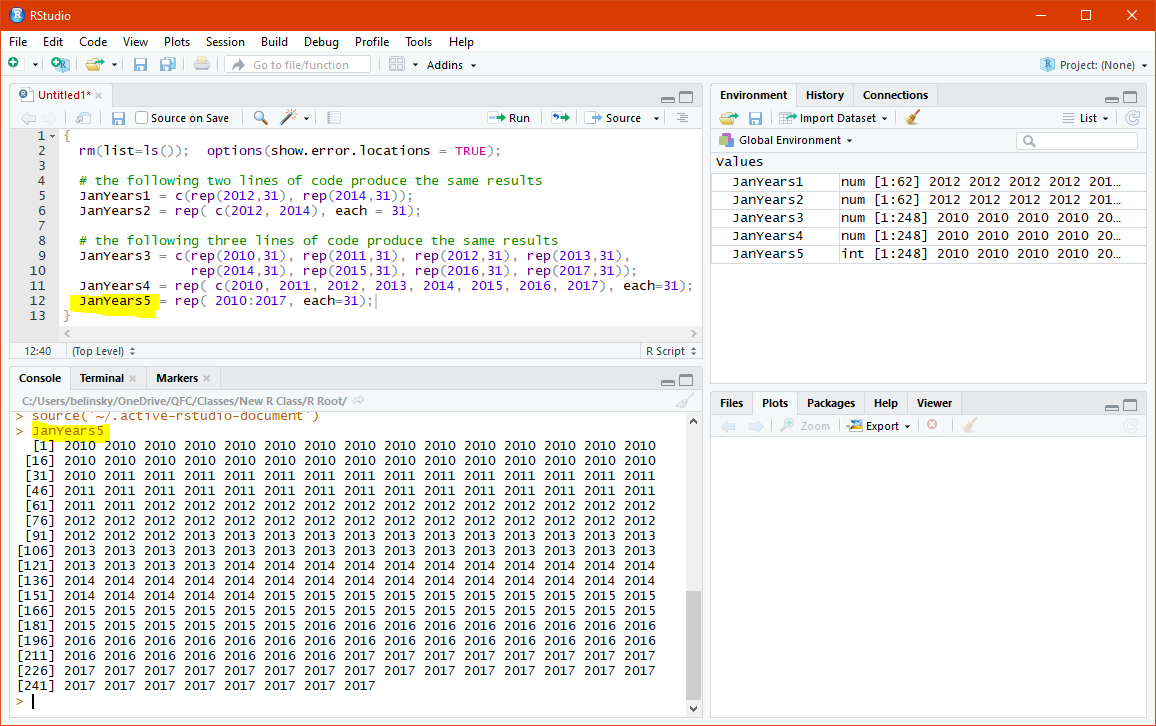 RStudio
File Edit Code View Plots Session Build Debug Profile Tools Help
Go to file/function Addins Project: (None)
Untitled1*
Source on Save Run Source
1 {
2 rm(list=ls()); options(show.error.locations = TRUE);
3
4 # the following two lines of code produce the same results
5 JanYears1 = c(rep(2012,31), rep(2014,31));
6 JanYears2 = rep( c(2012, 2014), each = 31);
7
8 # the following three lines of code produce the same results
9 JanYears3 = c(rep(2010,31), rep(2011,31), rep(2012,31), rep(2013,31),
10 rep(2014,31), rep(2015,31), rep(2016,31), rep(2017,31));
11 JanYears4 = rep( c(2010, 2011, 2012, 2013, 2014, 2015, 2016, 2017), each=31);
12 JanYears5 = rep( 2010:2017, each=31);
13 }
12:40 (Top Level) R Script
Console Terminal Markers
C:/Users/belinsky/OneDrive/QFC/Classes/New R Class/R Root/
> source('~/.active-rstudio-document')
> JanYears5
[1] 2010 2010 2010 2010 2010 2010 2010 2010 2010 2010 2010 2010 2010 2010 2010
[16] 2010 2010 2010 2010 2010 2010 2010 2010 2010 2010 2010 2010 2010 2010 2010
[31] 2010 2011 2011 2011 2011 2011 2011 2011 2011 2011 2011 2011 2011 2011 2011
[46] 2011 2011 2011 2011 2011 2011 2011 2011 2011 2011 2011 2011 2011 2011 2011
[61] 2011 2011 2012 2012 2012 2012 2012 2012 2012 2012 2012 2012 2012 2012 2012
[76] 2012 2012 2012 2012 2012 2012 2012 2012 2012 2012 2012 2012 2012 2012 2012
[91] 2012 2012 2012 2013 2013 2013 2013 2013 2013 2013 2013 2013 2013 2013 2013
[106] 2013 2013 2013 2013 2013 2013 2013 2013 2013 2013 2013 2013 2013 2013 2013
[121] 2013 2013 2013 2013 2014 2014 2014 2014 2014 2014 2014 2014 2014 2014 2014
[136] 2014 2014 2014 2014 2014 2014 2014 2014 2014 2014 2014 2014 2014 2014 2014
[151] 2014 2014 2014 2014 2014 2015 2015 2015 2015 2015 2015 2015 2015 2015 2015
[166] 2015 2015 2015 2015 2015 2015 2015 2015 2015 2015 2015 2015 2015 2015 2015
[181] 2015 2015 2015 2015 2015 2015 2016 2016 2016 2016 2016 2016 2016 2016 2016
[196] 2016 2016 2016 2016 2016 2016 2016 2016 2016 2016 2016 2016 2016 2016 2016
[211] 2016 2016 2016 2016 2016 2016 2016 2017 2017 2017 2017 2017 2017 2017 2017
[226] 2017 2017 2017 2017 2017 2017 2017 2017 2017 2017 2017 2017 2017 2017 2017
[241] 2017 2017 2017 2017 2017 2017 2017 2017
>
Environment History Connections
Import Dataset List
Global Environment
Values
JanYears1 num [1:62] 2012 2012 2012 2012 201...
JanYears2 num [1:62] 2012 2012 2012 2012 201...
JanYears3 num [1:248] 2010 2010 2010 2010 20...
JanYears4 num [1:248] 2010 2010 2010 2010 20...
JanYears5 int [1:248] 2010 2010 2010 2010 20...
Files Plots Packages Help Viewer
Zoom Export